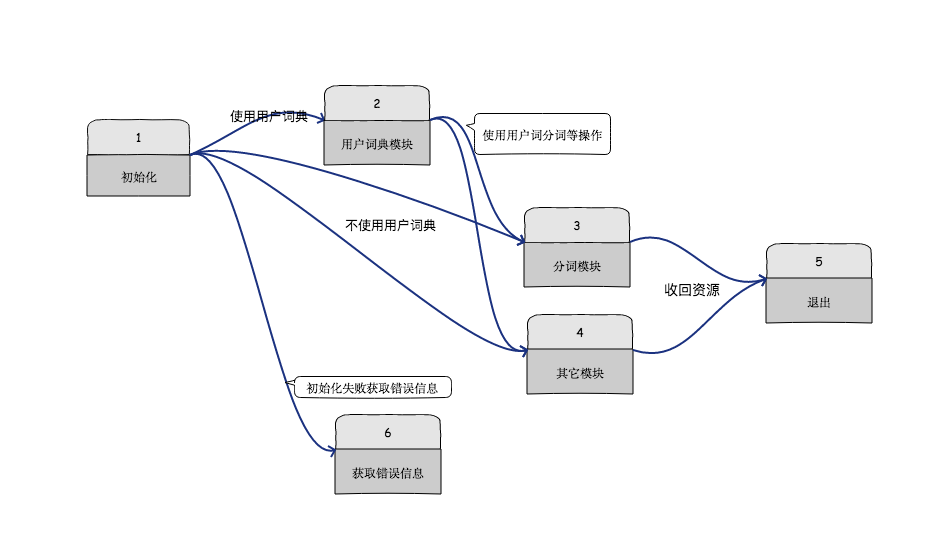 2
使用用户词典
使用用户词分词等操作
1
用户词典模块
初始化
3
不使用用户词典
分词模块
5
收回资源
退出
4
其它模块
初始化失败获取错误信息
6
获取错误信息